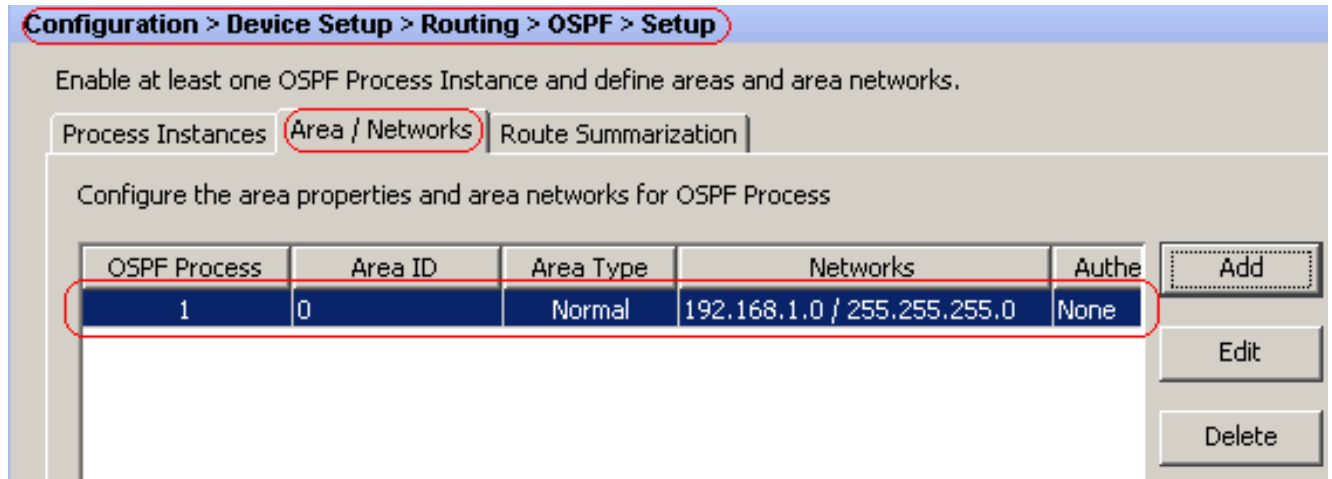 Configuration > Device Setup > Routing > OSPF > Setup
Enable at least one OSPF Process Instance and define areas and area networks.
Process Instances Area / Networks Route Summarization
Configure the area properties and area networks for OSPF Process
OSPF Process Area ID Area Type Networks Authe Add
1 0 Normal 192.168.1.0 / 255.255.255.0 None
Edit
Delete